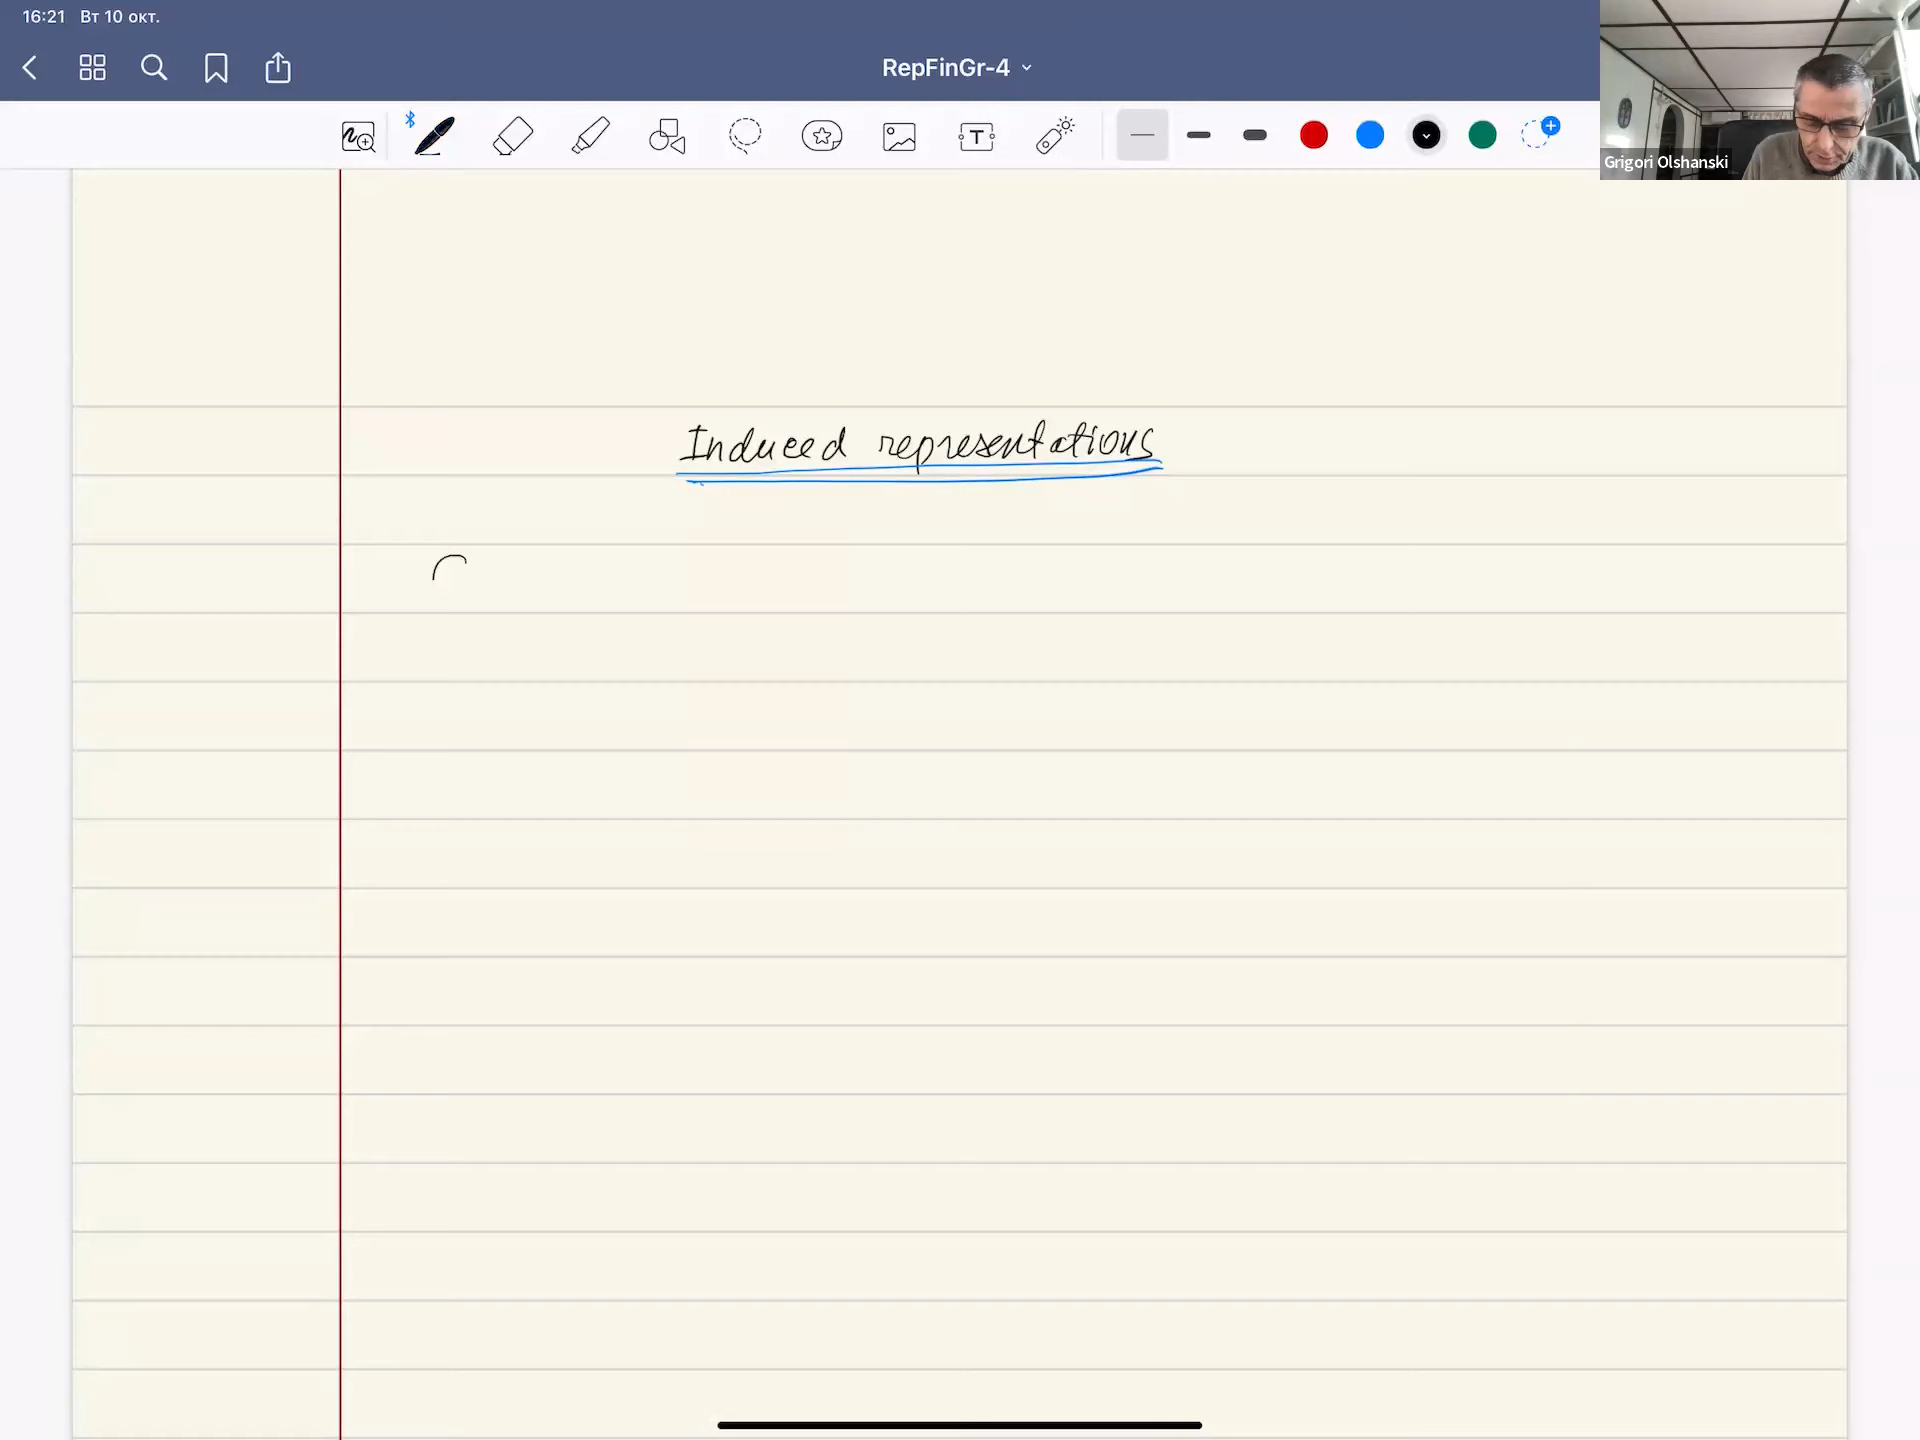 16:21 Вт 10 окт.
RepFinGr-4
T
Grigori Olshanski
Induced representations